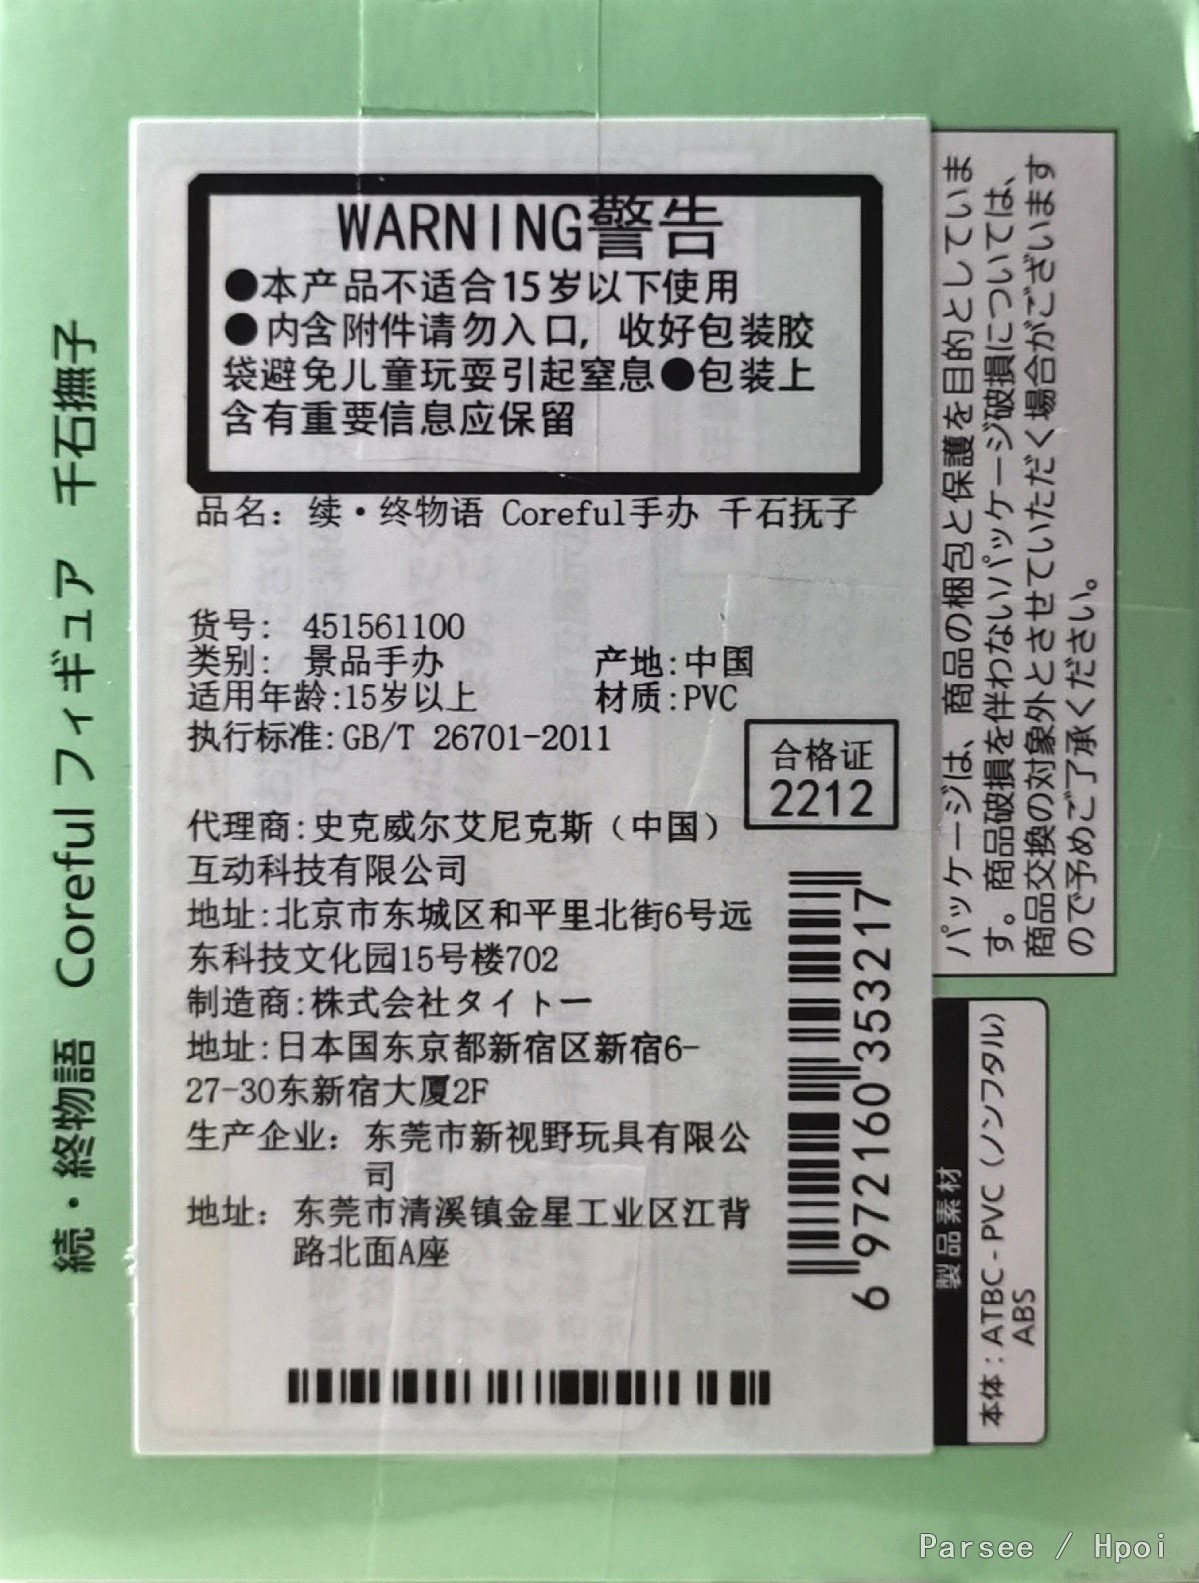 続・終物語 Corefulフィギュア 千石撫子
WARNING警告
●本产品不适合15岁以下使用
●内含附件请勿入口，收好包装胶
袋避免儿童玩耍引起窒息●包装上
含有重要信息应保留
品名：续・终物语 Coreful手办 千石抚子
货号： 451561100
类别： 景品手办 产地:中国
适用年龄:15岁以上 材质:PVC
执行标准:GB/T 26701-2011
合格证
2212
代理商:史克威尔艾尼克斯（中国）
互动科技有限公司
地址:北京市东城区和平里北街6号远
东科技文化园15号楼702
制造商:株式会社タイトー
地址:日本国东京都新宿区新宿6-
27-30东新宿大厦2F
生产企业：东莞市新视野玩具有限公
司
地址：东莞市清溪镇金星工业区江背
路北面A座
6 972160 353217
パッケージは、商品の梱包と保護を目的としていま
す。商品破損を伴わないパッケージ破損については、
商品交換の対象外とさせていただく場合がございます
ので予めご了承ください。
製品素材
本体：ATBC-PVC（ノンフタル）
ABS
Parsee / Hpoi